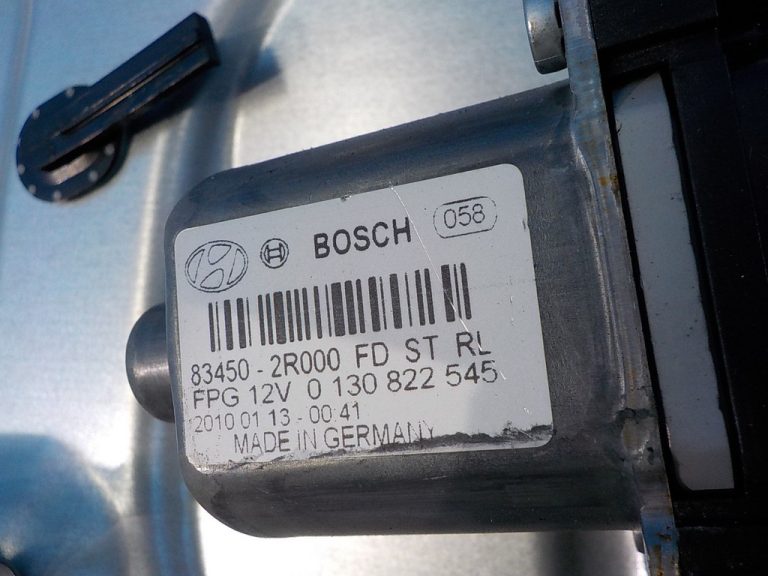 BOSCH 058
83450-2R000 FD ST RL
FPG 12V 0 130 822 545
2010 01 13-00 41
MADE IN GERMANY